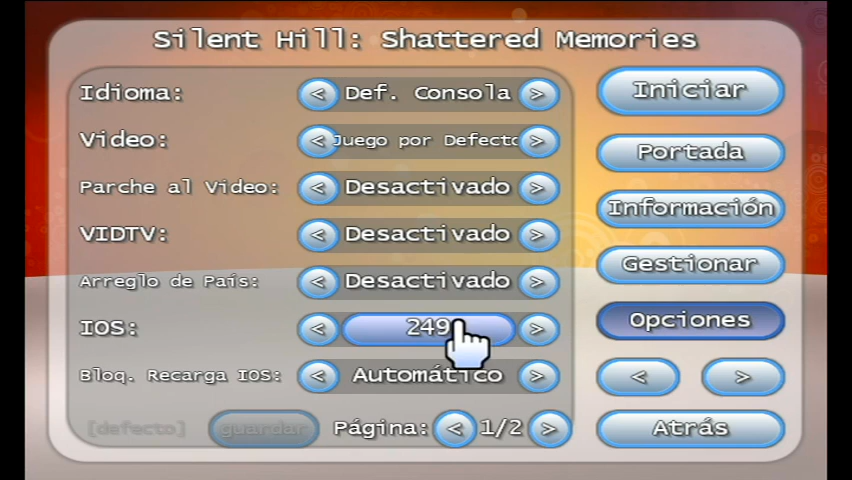 Silent Hill: Shattered Memories
Idioma: < Def. Consola >
Video: < Juego por Defecto >
Parche al Video: < Desactivado >
VIDTV: < Desactivado >
Arreglo de País: < Desactivado >
IOS: < 249 >
Bloq. Recarga IOS: < Automático >
[defecto] guardar Página: < 1/2 >
Iniciar
Portada
Información
Gestionar
Opciones
< >
Atrás